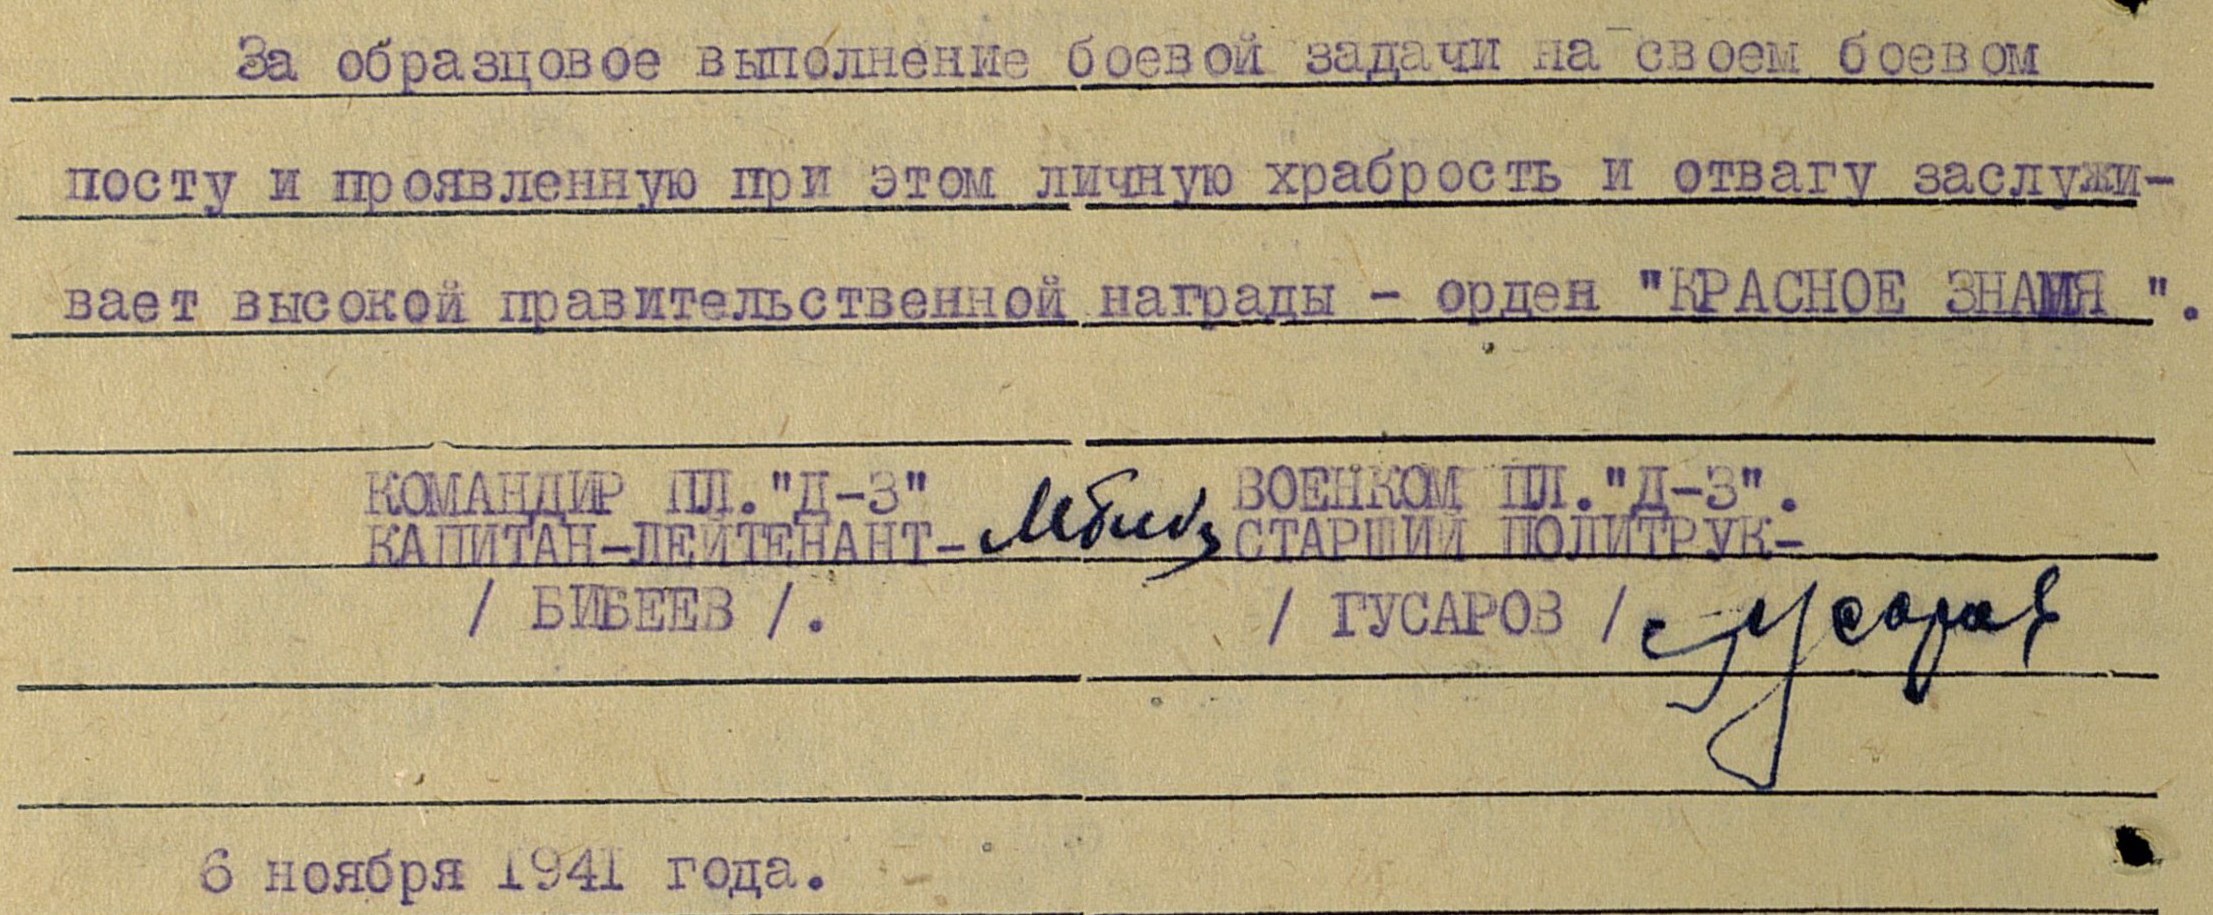 За образцовое выполнение боевой задачи на своем боевом
посту и проявленную при этом личную храбрость и отвагу заслужи-
вает высокой правительственной награды - орден "КРАСНОЕ ЗНАМЯ ".
КОМАНДИР ПЛ."Д-3" ВОЕНКОМ ПЛ."Д-3".
КАПИТАН-ЛЕЙТЕНАНТ- СТАРШИЙ ПОЛИТРУК-
/ БИБЕЕВ /. / ГУСАРОВ / Гусаров
6 ноября 1941 года.